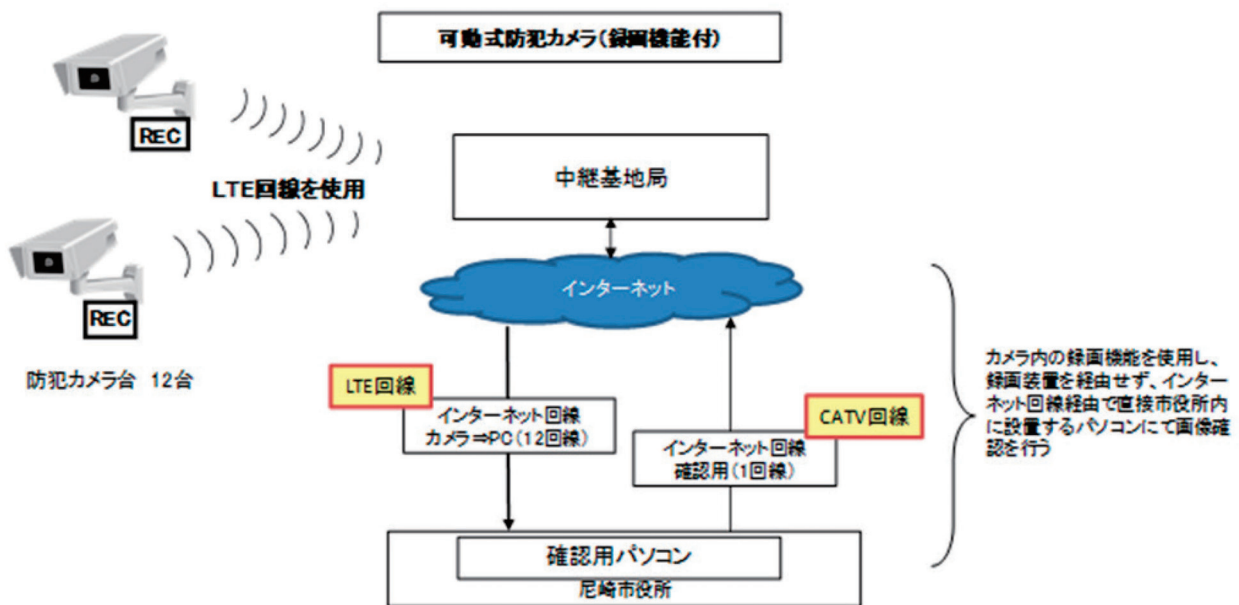 可動式防犯カメラ(録画機能付)
REC
LTE回線を使用
中継基地局
REC
インターネット
防犯カメラ台 12台
LTE回線
インターネット回線
カメラ⇒PC(12回線)
CATV回線
インターネット回線
確認用(1回線)
カメラ内の録画機能を使用し、
録画装置を経由せず、インター
ネット回線経由で直接市役所内
に設置するパソコンにて画像確
認を行う
確認用パソコン
尼崎市役所